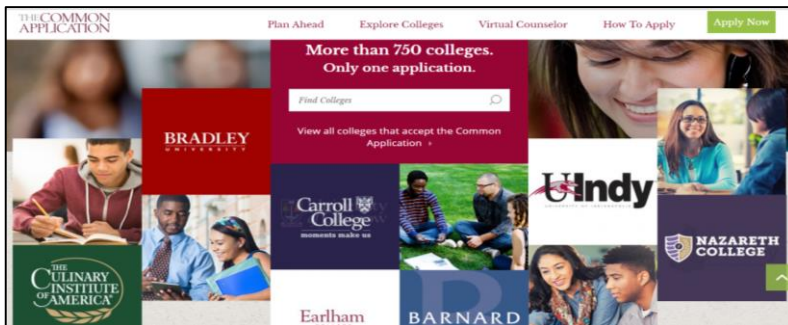 THE COMMON
APPLICATION
Plan Ahead
Explore Colleges
Virtual Counselor
How To Apply
Apply Now
More than 750 colleges.
Only one application.
Find Colleges
View all colleges that accept the Common
Application ›
BRADLEY
UNIVERSITY
Carroll
College
moments make us
UIndy
UNIVERSITY OF INDIANAPOLIS
NAZARETH
COLLEGE
THE
CULINARY
INSTITUTE
OF AMERICA
Earlham
BARNARD